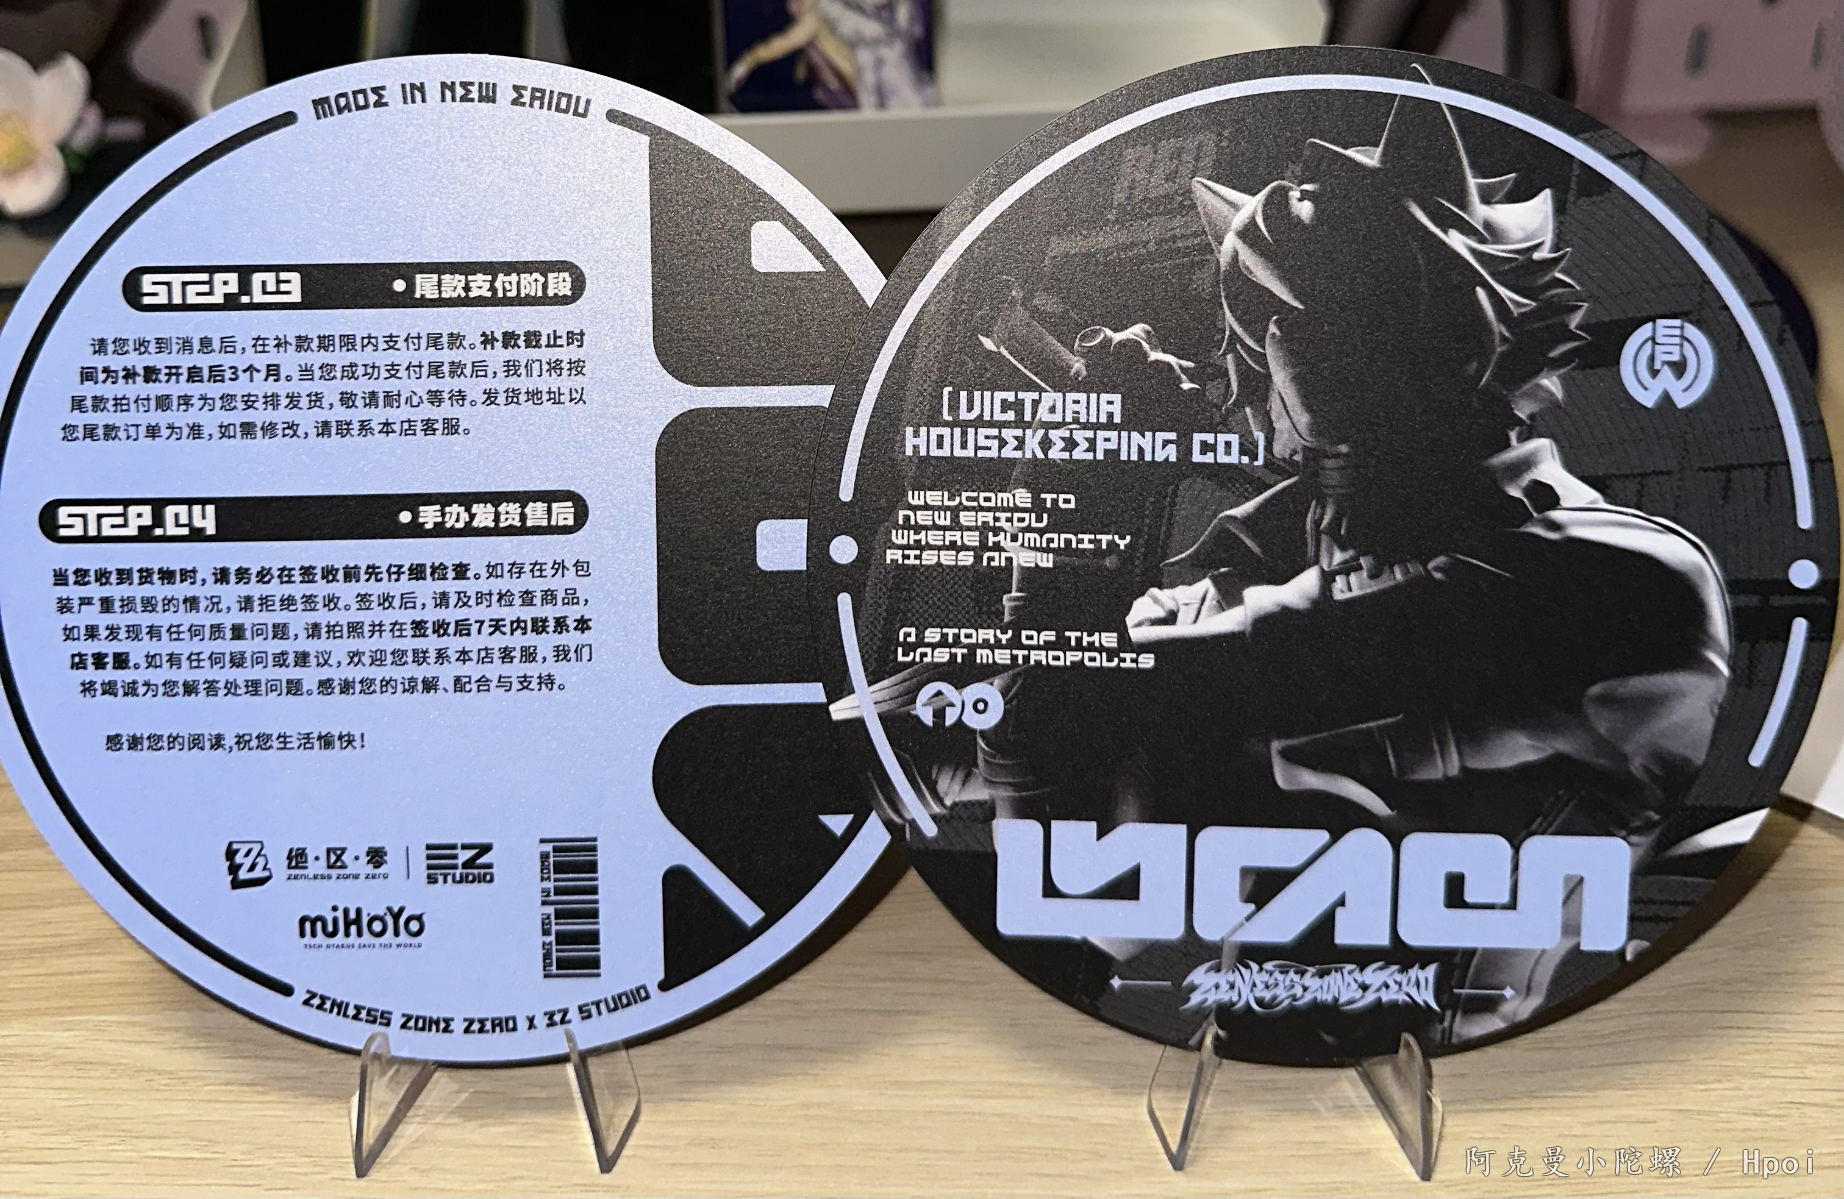 MADE IN NEW ERIDU
STEP.03
• 尾款支付阶段
请您收到消息后,在补款期限内支付尾款。补款截止时
间为补款开启后3个月。当您成功支付尾款后,我们将按
尾款拍付顺序为您安排发货,敬请耐心等待。发货地址以
您尾款订单为准,如需修改,请联系本店客服。
STEP.04
• 手办发货售后
当您收到货物时,请务必在签收前先仔细检查。如存在外包
装严重损毁的情况,请拒绝签收。签收后,请及时检查商品,
如果发现有任何质量问题,请拍照并在签收后7天内联系本
店客服。如有任何疑问或建议,欢迎您联系本店客服,我们
将竭诚为您解答处理问题。感谢您的谅解、配合与支持。
感谢您的阅读,祝您生活愉快!
绝·区·零
ZENLESS ZONE ZERO
EZ
STUDIO
miHoYo
TECH OTAKUS SAVE THE WORLD
MADE IN NEW ERIDU
ZENLESS ZONE ZERO X 3Z STUDIO
[VICTORIA
HOUSEKEEPING CO.]
WELCOME TO
NEW ERIDU
WHERE HUMANITY
RISES ANEW
A STORY OF THE
LAST METROPOLIS
LYCAON
ZENLESS ZONE ZERO
阿克曼小陀螺 / Hpoi